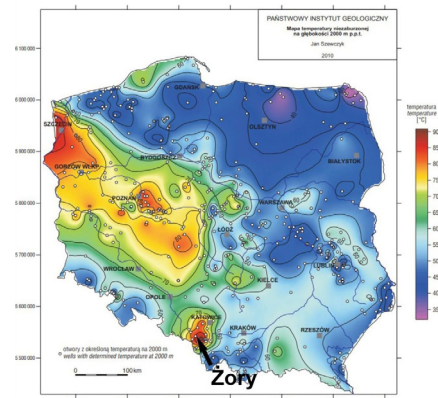 PAŃSTWOWY INSTYTUT GEOLOGICZNY
Mapa temperatury niezaburzonej
na głębokości 2000 m p.p.t.
Jan Szewczyk
2010
6 100 000
6 000 000
5 900 000
5 800 000
5 700 000
5 600 000
5 500 000
GDAŃSK
SZCZECIN
OLSZTYN
BYDGOSZCZ
BIAŁYSTOK
GORZÓW WLKP.
POZNAŃ
WARSZAWA
ŁÓDŹ
WROCŁAW
LUBLIN
OPOLE
KIELCE
KATOWICE
KRAKÓW
RZESZÓW
Żory
temperatura
temperature
[°C]
90
85
80
75
70
65
60
55
50
45
40
35
30
otwory z określoną temperaturą na 2000 m
wells with determined temperature at 2000 m
0
100 km